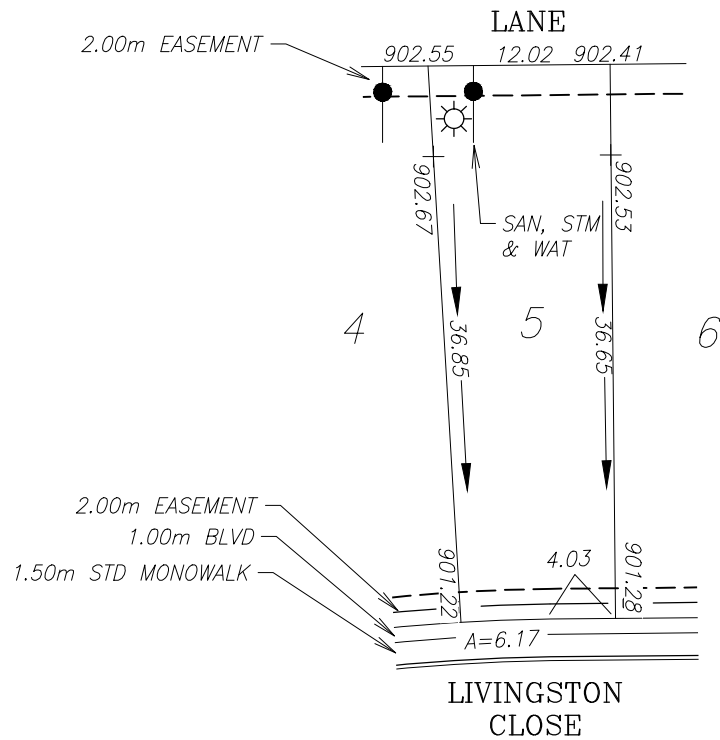 LANE
2.00m EASEMENT
902.55
12.02
902.41
902.67
902.53
SAN, STM
& WAT
4
5
6
36.85
36.65
2.00m EASEMENT
1.00m BLVD
1.50m STD MONOWALK
901.22
4.03
901.28
A=6.17
LIVINGSTON
CLOSE